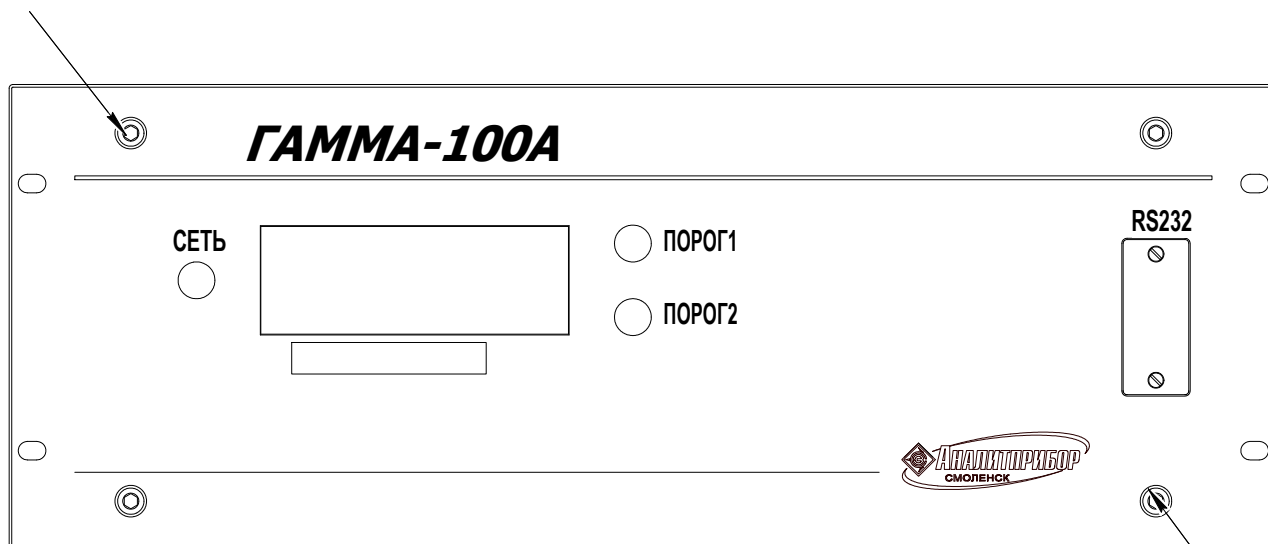 ГАММА-100А
RS232
СЕТЬ
ПОРОГ1
ПОРОГ2
АНАЛИТПРИБОР
СМОЛЕНСК